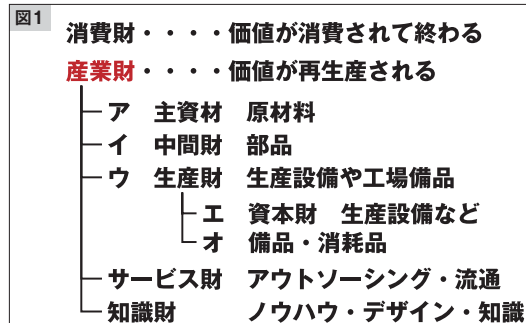 図1
消費財・・・・価値が消費されて終わる
産業財・・・・価値が再生産される
ア 主資材 原材料
イ 中間財 部品
ウ 生産財 生産設備や工場備品
エ 資本財 生産設備など
オ 備品・消耗品
サービス財 アウトソーシング・流通
知識財 ノウハウ・デザイン・知識